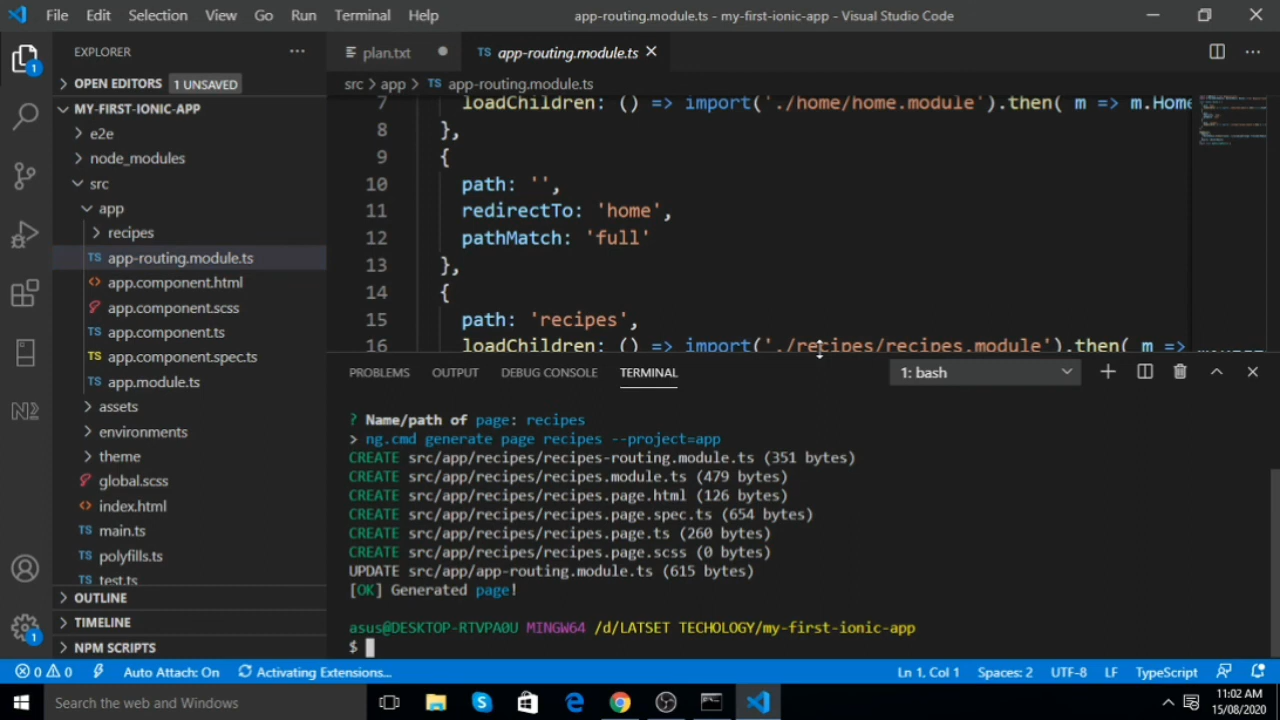 File Edit Selection View Go Run Terminal Help app-routing.module.ts - my-first-ionic-app - Visual Studio Code
EXPLORER
1
OPEN EDITORS 1 UNSAVED
MY-FIRST-IONIC-APP
e2e
node_modules
src
app
recipes
TS app-routing.module.ts
<> app.component.html
app.component.scss
TS app.component.ts
TS app.component.spec.ts
TS app.module.ts
assets
environments
theme
global.scss
<> index.html
TS main.ts
TS polyfills.ts
TS test.ts
OUTLINE
TIMELINE
NPM SCRIPTS
1
plan.txt
TS app-routing.module.ts
src > app > TS app-routing.module.ts
7 loadChildren: () => import('./home/home.module').then( m => m.Home
8 },
9 {
10 path: '',
11 redirectTo: 'home',
12 pathMatch: 'full'
13 },
14 {
15 path: 'recipes',
16 loadChildren: () => import('./recipes/recipes.module').then( m =>
PROBLEMS OUTPUT DEBUG CONSOLE TERMINAL 1: bash
? Name/path of page: recipes
> ng.cmd generate page recipes --project=app
CREATE src/app/recipes/recipes-routing.module.ts (351 bytes)
CREATE src/app/recipes/recipes.module.ts (479 bytes)
CREATE src/app/recipes/recipes.page.html (126 bytes)
CREATE src/app/recipes/recipes.page.spec.ts (654 bytes)
CREATE src/app/recipes/recipes.page.ts (260 bytes)
CREATE src/app/recipes/recipes.page.scss (0 bytes)
UPDATE src/app/app-routing.module.ts (615 bytes)
[OK] Generated page!
asus@DESKTOP-RTVPA0U MINGW64 /d/LATSET TECHOLOGY/my-first-ionic-app
$
0 0 Auto Attach: On Activating Extensions... Ln 1, Col 1 Spaces: 2 UTF-8 LF TypeScript
Search the web and Windows
11:02 AM
15/08/2020